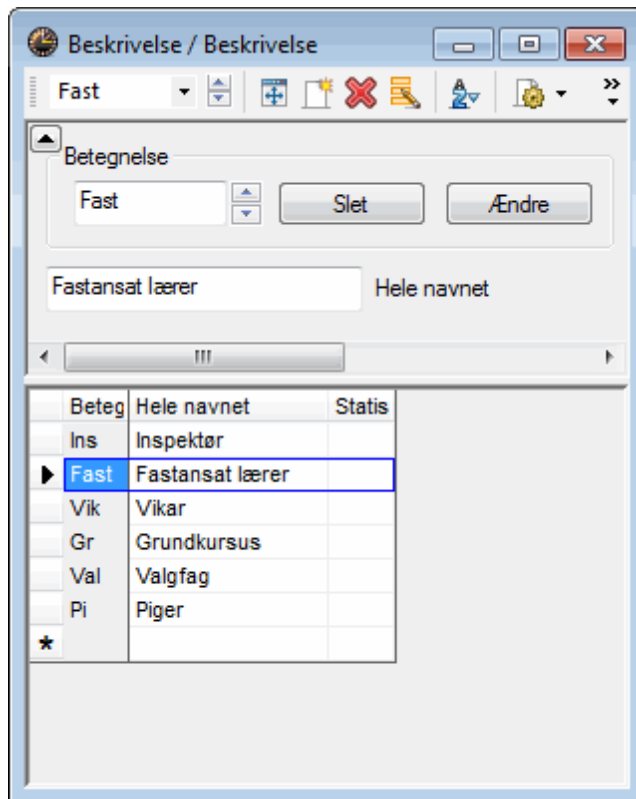 Beskrivelse / Beskrivelse
Fast
Betegnelse
Fast Slet Ændre
Fastansat lærer Hele navnet
Beteg Hele navnet Statis
Ins Inspektør
Fast Fastansat lærer
Vik Vikar
Gr Grundkursus
Val Valgfag
Pi Piger
*